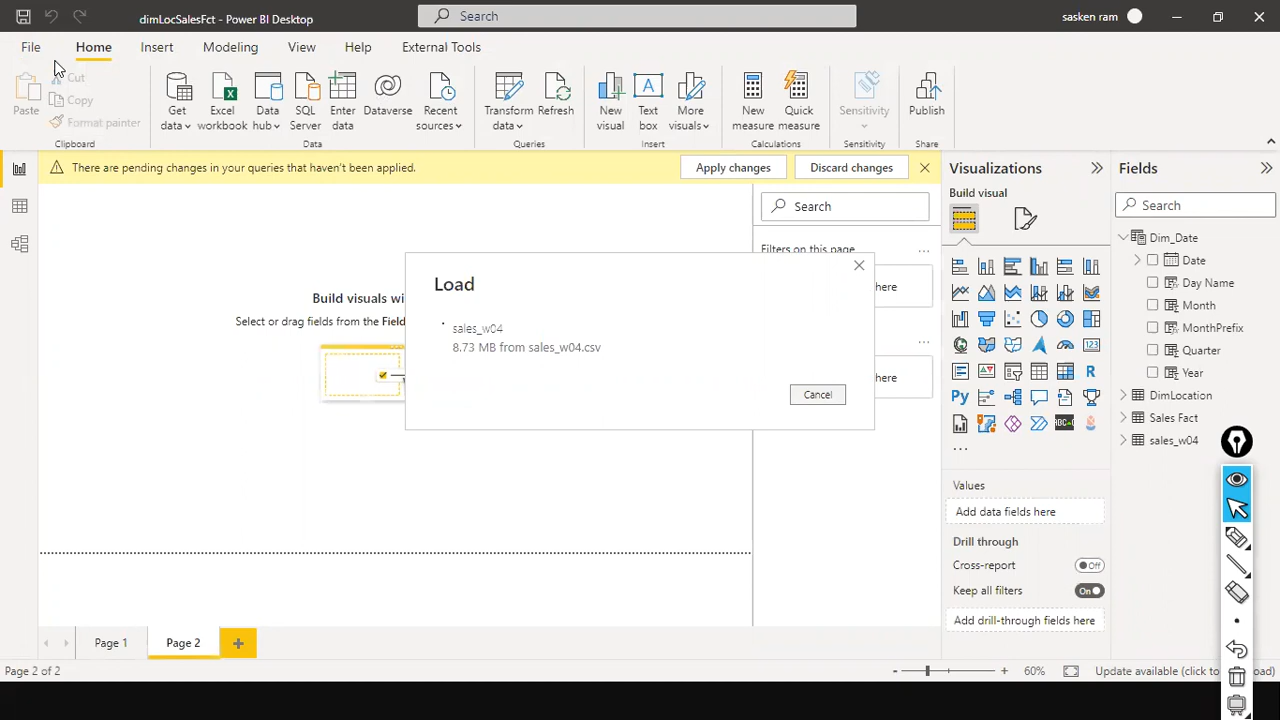 dimLocSalesFct - Power BI Desktop
Search
sasken ram
File
Home
Insert
Modeling
View
Help
External Tools
Paste
Cut
Copy
Format painter
Get data
Excel workbook
Data hub
SQL Server
Enter data
Dataverse
Recent sources
Transform data
Refresh
New visual
Text box
More visuals
New measure
Quick measure
Sensitivity
Publish
Clipboard
Data
Queries
Insert
Calculations
Sensitivity
Share
There are pending changes in your queries that haven't been applied.
Apply changes
Discard changes
Build visuals wi
Select or drag fields from the Field
Search
Filters on this page
here
here
Load
sales_w04
8.73 MB from sales_w04.csv
Cancel
Visualizations
Build visual
123
R
Py
ABC
Values
Add data fields here
Drill through
Cross-report
Off
Keep all filters
On
Add drill-through fields here
Fields
Search
Dim_Date
Date
Day Name
Month
MonthPrefix
Quarter
Year
DimLocation
Sales Fact
sales_w04
Page 1
Page 2
Page 2 of 2
60%
Update available (click to
oad)